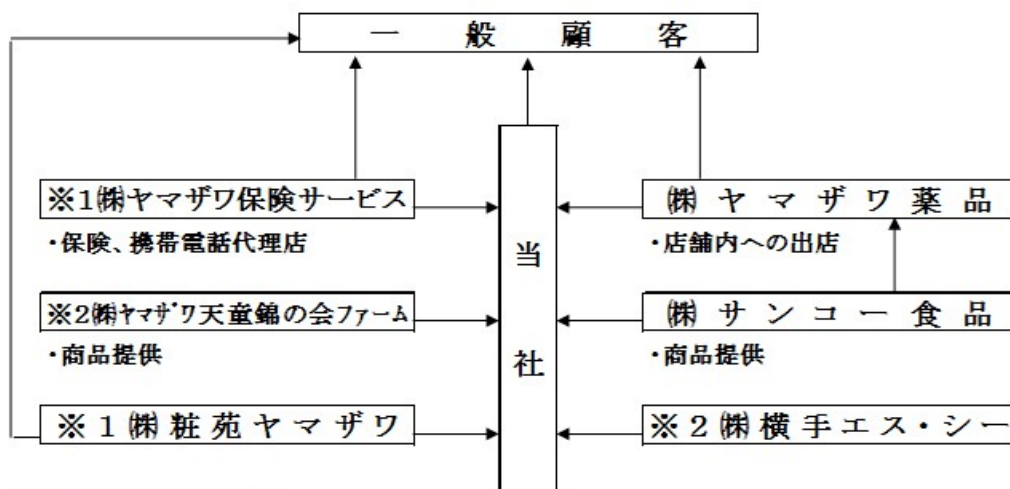 一般顧客
※1㈱ヤマザワ保険サービス
・保険、携帯電話代理店
※2㈱ヤマザワ天童錦の会ファーム
・商品提供
※1㈱粧苑ヤマザワ
当社
㈱ヤマザワ薬品
・店舗内への出店
㈱サンコー食品
・商品提供
※2㈱横手エス・シー